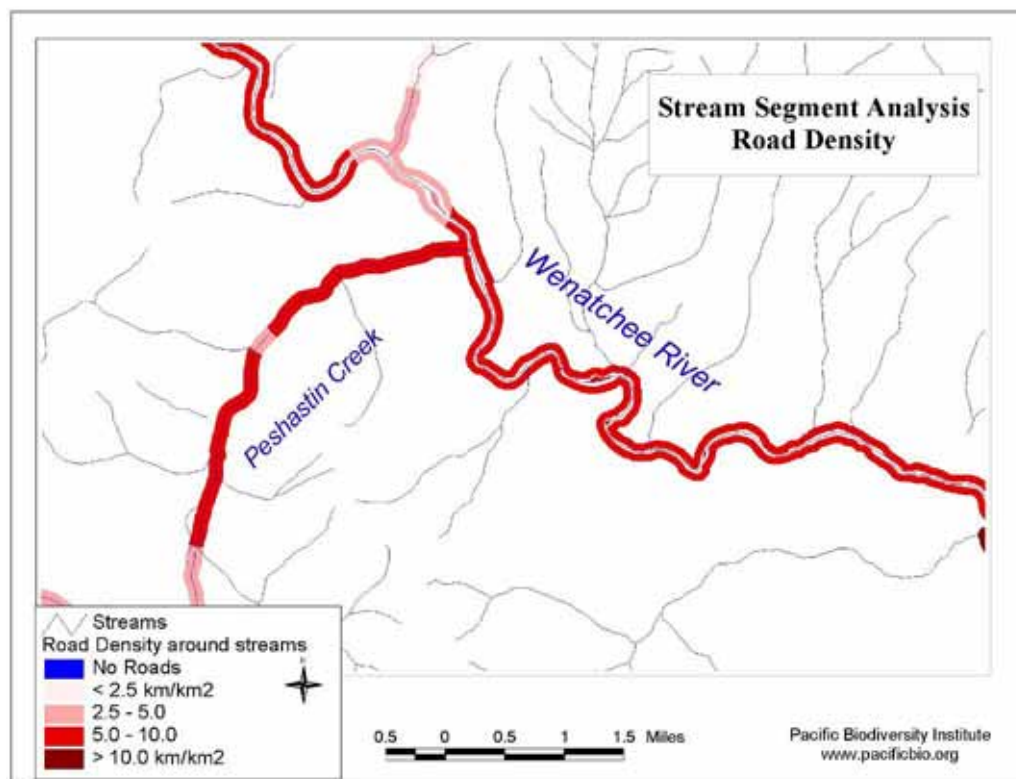 Stream Segment Analysis
Road Density
Wenatchee River
Peshastin Creek
Streams
Road Density around streams
No Roads
< 2.5 km/km2
2.5 - 5.0
5.0 - 10.0
> 10.0 km/km2
0.5 0 0.5 1 1.5 Miles
Pacific Biodiversity Institute
www.pacificbio.org